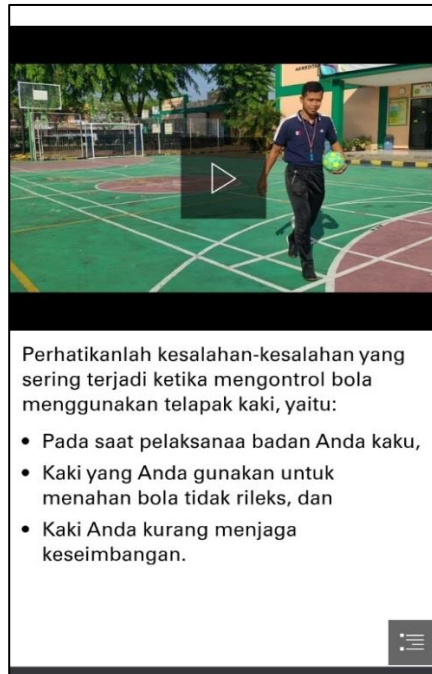 AKREDITA
Perhatikanlah kesalahan-kesalahan yang
sering terjadi ketika mengontrol bola
menggunakan telapak kaki, yaitu:
• Pada saat pelaksanaa badan Anda kaku,
• Kaki yang Anda gunakan untuk
menahan bola tidak rileks, dan
• Kaki Anda kurang menjaga
keseimbangan.